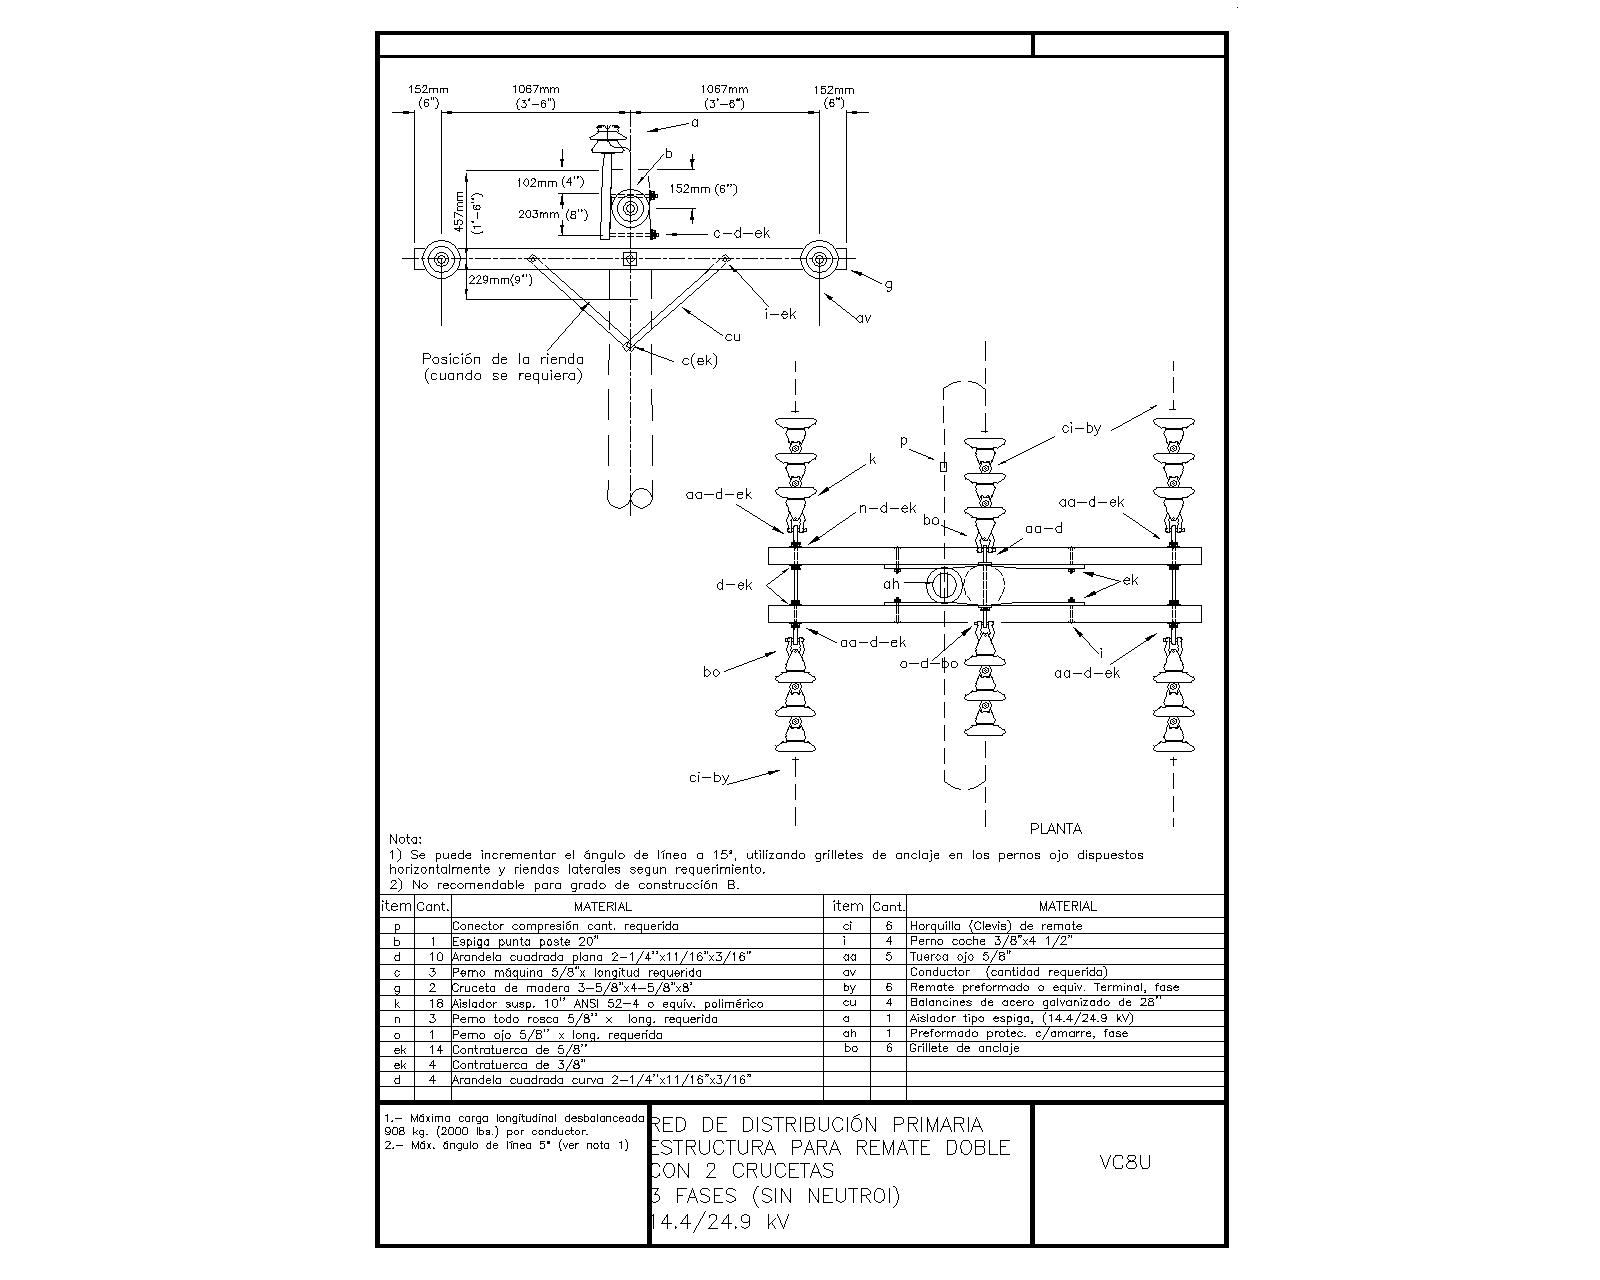 152mm 1067mm 1067mm 152mm
(6") (3'-6") (3'-6") (6")
a
b
102mm (4")
152mm (6")
457mm
(1'-6")
203mm (8")
c-d-ek
229mm(9")
g
i-ek
av
cu
Posición de la rienda
(cuando se requiera)
c(ek)
ci-by
p
k
aa-d-ek
n-d-ek
bo
aa-d
aa-d-ek
d-ek
ah
ek
aa-d-ek
o-d-bo
i
bo
aa-d-ek
ci-by
PLANTA
Nota:
1) Se puede incrementar el ángulo de línea a 15°, utilizando grilletes de anclaje en los pernos ojo dispuestos
horizontalmente y riendas laterales segun requerimiento.
2) No recomendable para grado de construcción B.
item Cant. MATERIAL item Cant. MATERIAL
p Conector compresión cant. requerida ci 6 Horquilla (Clevis) de remate
b 1 Espiga punta poste 20" i 4 Perno coche 3/8"x4 1/2"
d 10 Arandela cuadrada plana 2-1/4"x11/16"x3/16" aa 5 Tuerca ojo 5/8"
c 3 Perno máquina 5/8"x longitud requerida av Conductor (cantidad requerida)
g 2 Cruceta de madera 3-5/8"x4-5/8"x8' by 6 Remate preformado o equiv. Terminal, fase
k 18 Aislador susp. 10" ANSI 52-4 o equiv. polimérico cu 4 Balancines de acero galvanizado de 28"
n 3 Perno todo rosca 5/8" x long. requerida a 1 Aislador tipo espiga, (14.4/24.9 kV)
o 1 Perno ojo 5/8" x long. requerida ah 1 Preformado protec. c/amarre, fase
ek 14 Contratuerca de 5/8" bo 6 Grillete de anclaje
ek 4 Contratuerca de 3/8"
d 4 Arandela cuadrada curva 2-1/4"x11/16"x3/16"
1.- Máxima carga longitudinal desbalanceada
908 kg. (2000 lbs.) por conductor.
2.- Máx. ángulo de línea 5° (ver nota 1)
RED DE DISTRIBUCIÓN PRIMARIA
ESTRUCTURA PARA REMATE DOBLE
CON 2 CRUCETAS
3 FASES (SIN NEUTROI)
14.4/24.9 kV
VC8U